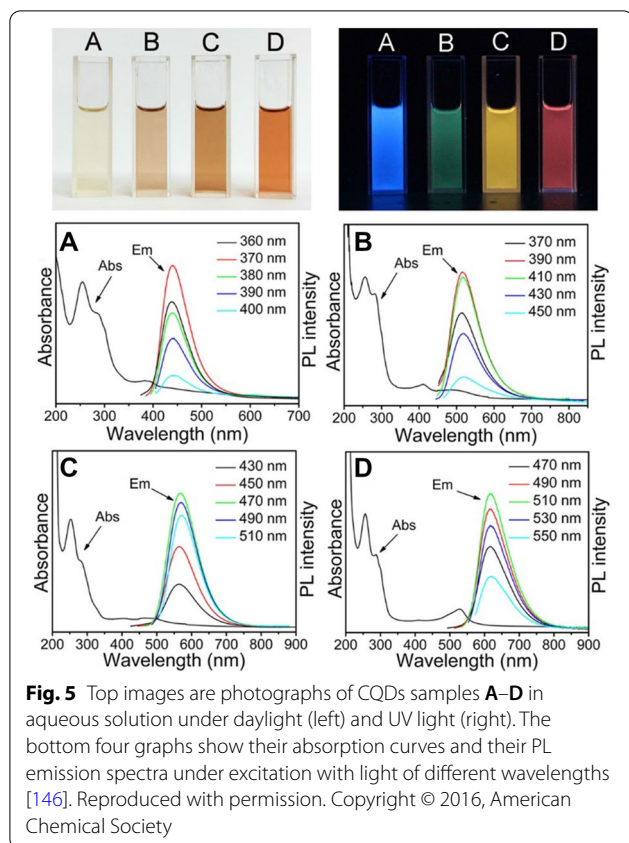 A B C D
A B C D
A
Em
Abs
360 nm
370 nm
380 nm
390 nm
400 nm
Absorbance
PL intensity
200 300 400 500 600 700
Wavelength (nm)
B
Em
Abs
370 nm
390 nm
410 nm
430 nm
450 nm
Absorbance
PL intensity
200 300 400 500 600 700 800
Wavelength (nm)
C
Em
Abs
430 nm
450 nm
470 nm
490 nm
510 nm
Absorbance
PL intensity
200 300 400 500 600 700 800 900
Wavelength (nm)
D
Em
Abs
470 nm
490 nm
510 nm
530 nm
550 nm
Absorbance
PL intensity
200 300 400 500 600 700 800 900
Wavelength (nm)
Fig. 5 Top images are photographs of CQDs samples A–D in
aqueous solution under daylight (left) and UV light (right). The
bottom four graphs show their absorption curves and their PL
emission spectra under excitation with light of different wavelengths
[146]. Reproduced with permission. Copyright © 2016, American
Chemical Society